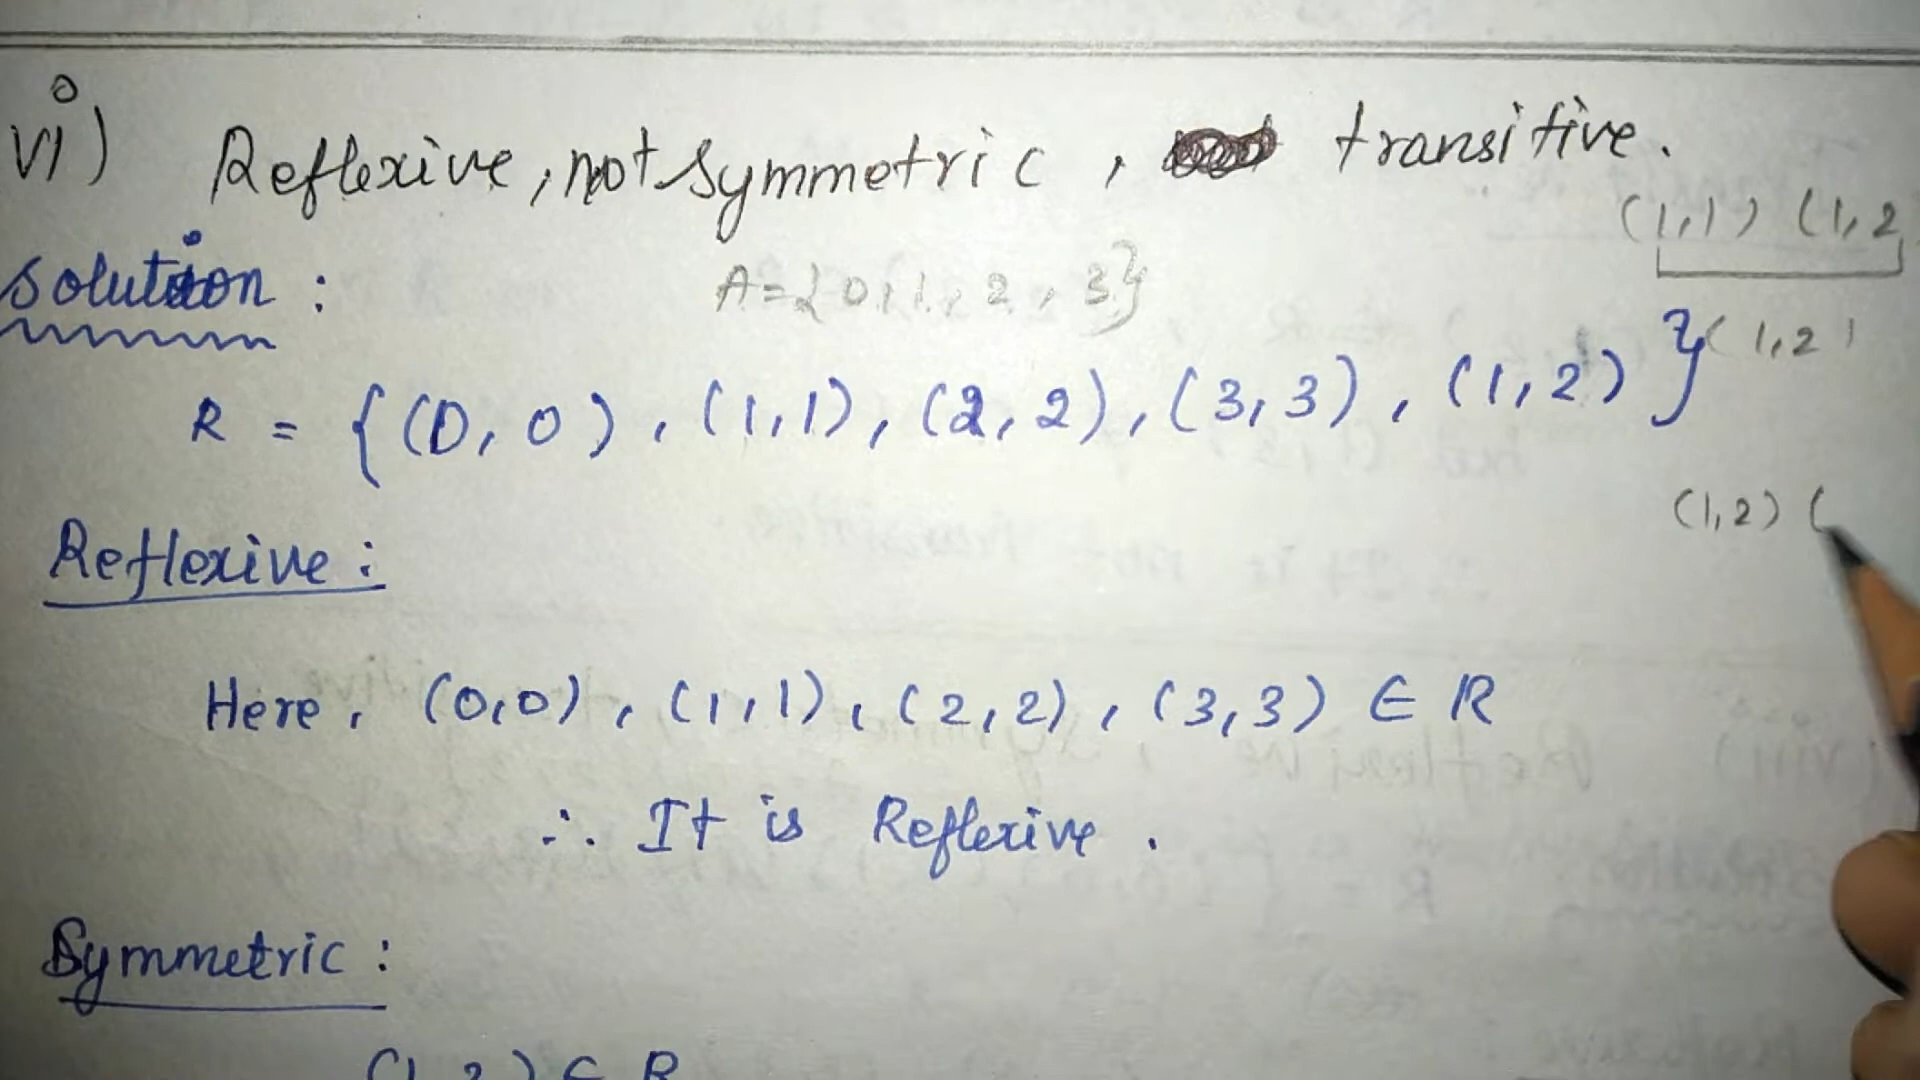 vi) Reflexive, not symmetric, transitive.
(1,1) (1,2
solution :
A={0,1,2,3}
R = {(0,0), (1,1), (2,2), (3,3), (1,2)}
(1,2)
(1,2) (
Reflexive :
Here, (0,0), (1,1), (2,2), (3,3) ∈ R
∴ It is Reflexive.
Symmetric :
(1,2) ∈ R